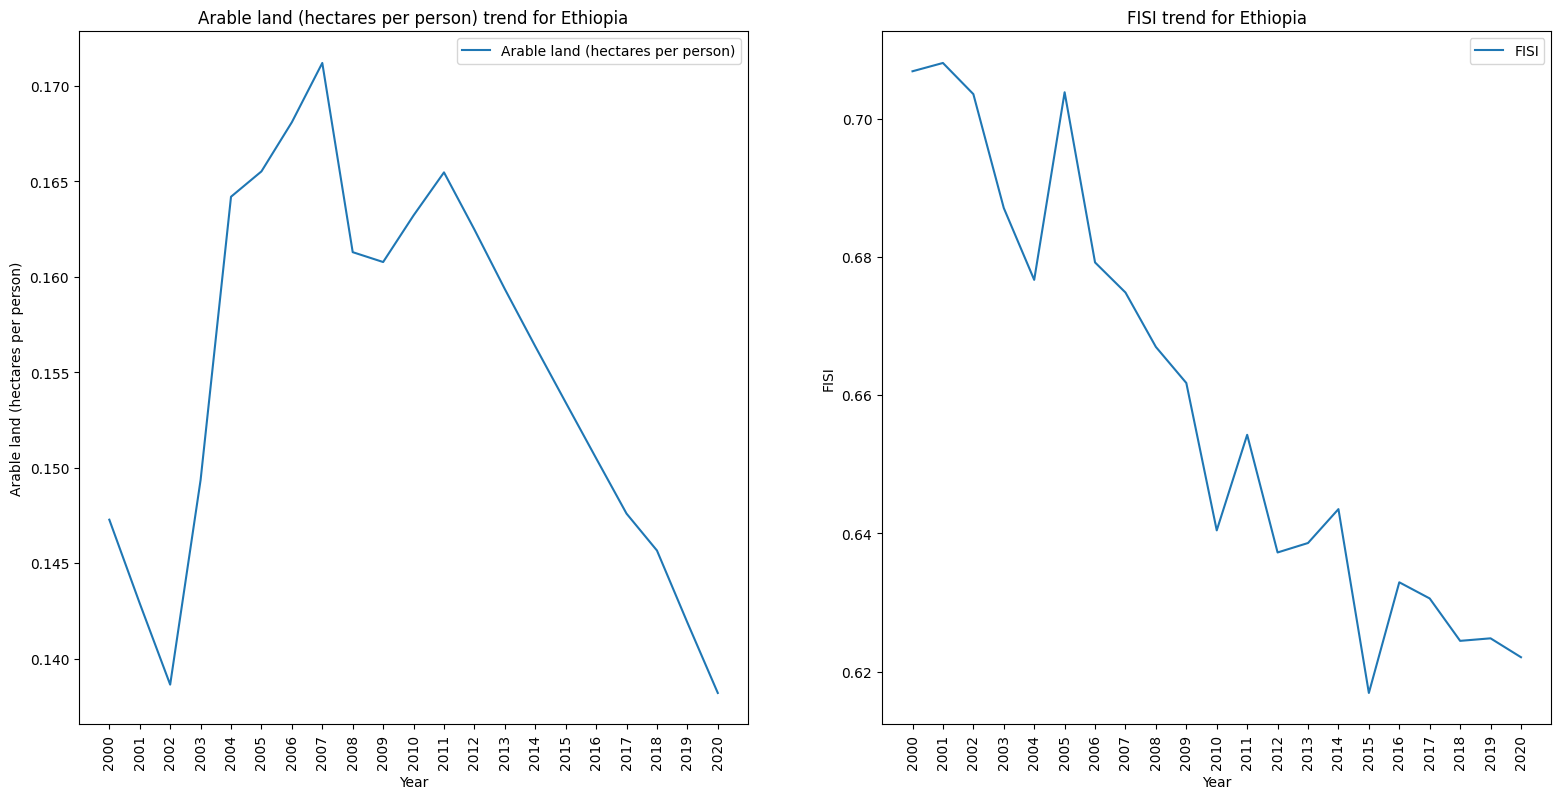 Arable land (hectares per person) trend for Ethiopia
Arable land (hectares per person)
Arable land (hectares per person)
0.170
0.165
0.160
0.155
0.150
0.145
0.140
2000 2001 2002 2003 2004 2005 2006 2007 2008 2009 2010 2011 2012 2013 2014 2015 2016 2017 2018 2019 2020
Year
FISI trend for Ethiopia
FISI
FISI
0.70
0.68
0.66
0.64
0.62
2000 2001 2002 2003 2004 2005 2006 2007 2008 2009 2010 2011 2012 2013 2014 2015 2016 2017 2018 2019 2020
Year